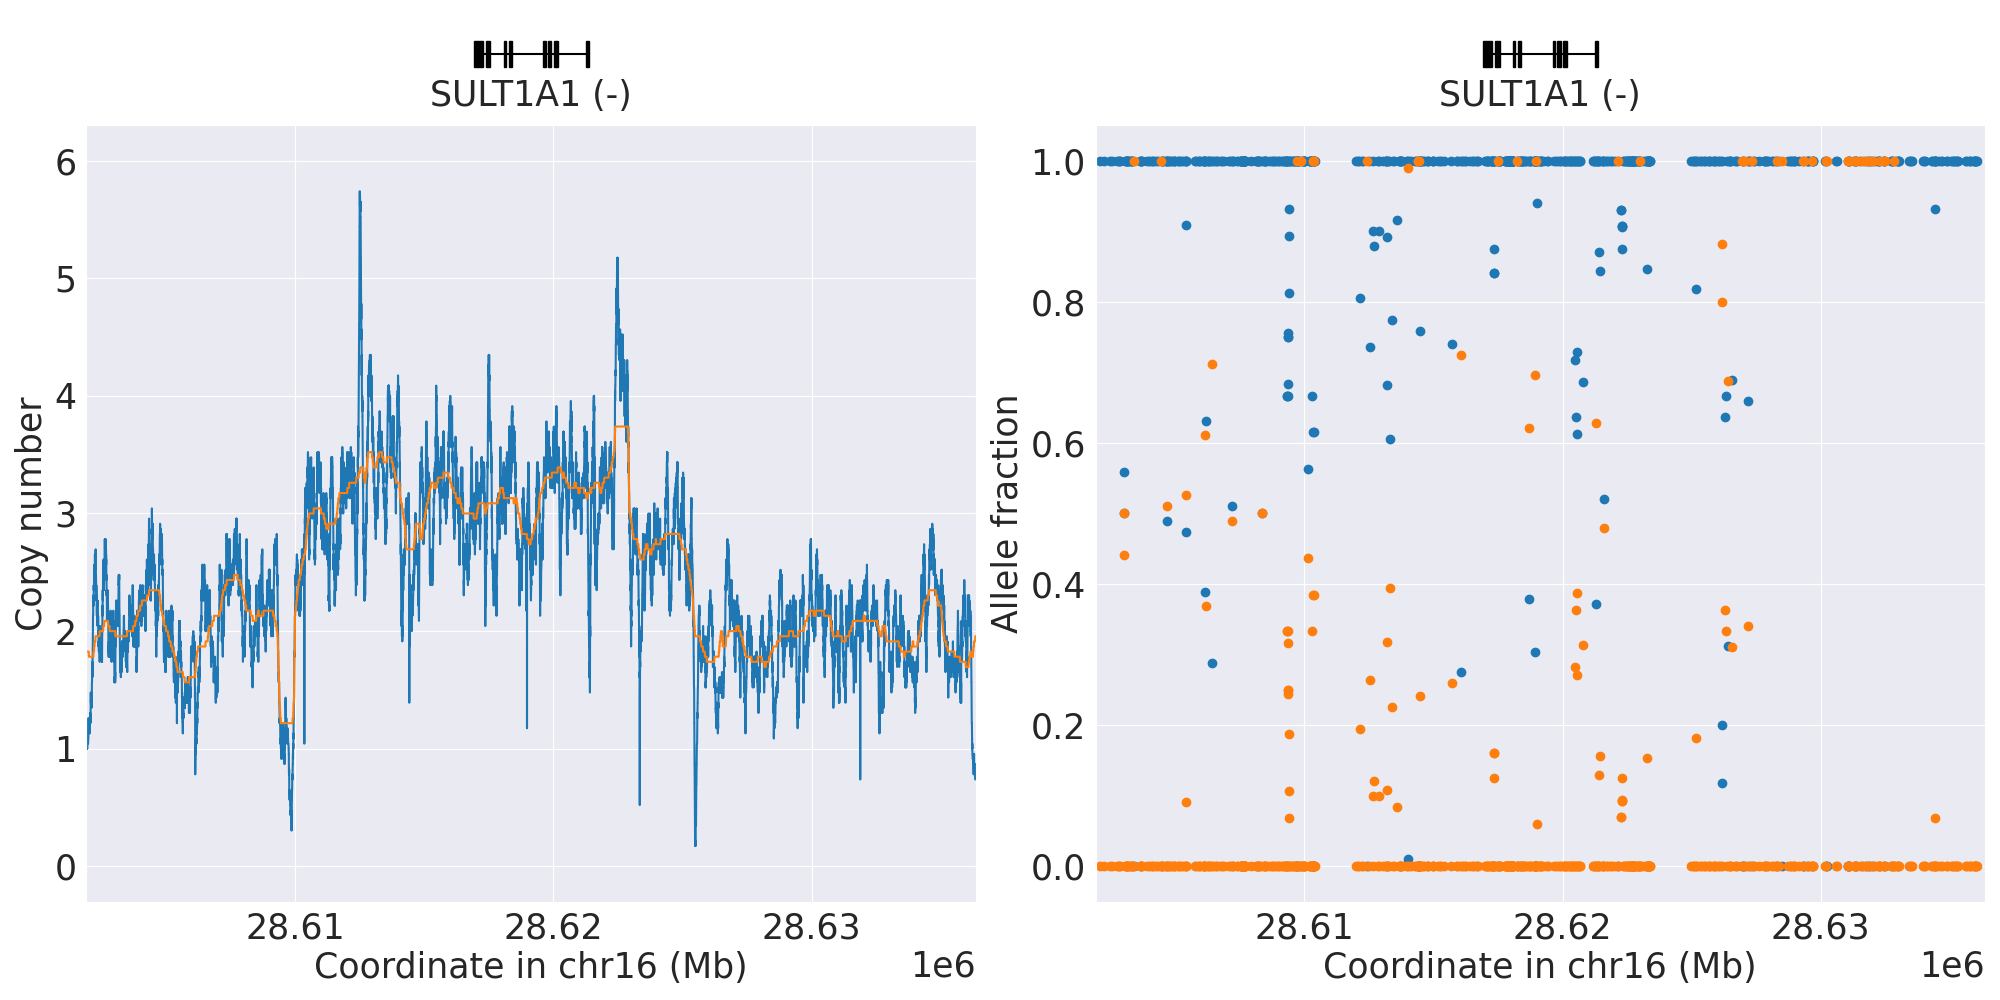 SULT1A1 (-)
6
5
4
3
2
1
0
Copy number
28.61
28.62
28.63
Coordinate in chr16 (Mb)
1e6
SULT1A1 (-)
1.0
0.8
0.6
0.4
0.2
0.0
Allele fraction
28.61
28.62
28.63
Coordinate in chr16 (Mb)
1e6